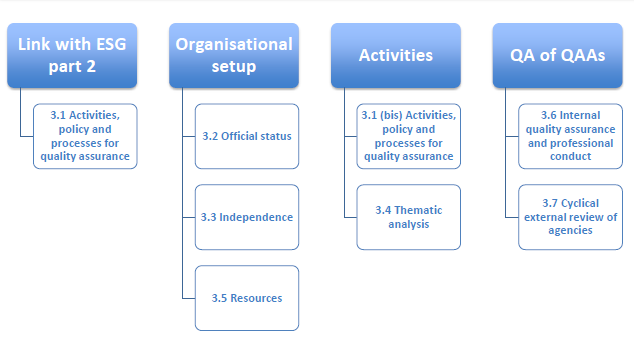 Link with ESG
part 2
3.1 Activities,
policy and
processes for
quality assurance
Organisational
setup
3.2 Official status
3.3 Independence
3.5 Resources
Activities
3.1 (bis) Activities,
policy and
processes for
quality assurance
3.4 Thematic
analysis
QA of QAAs
3.6 Internal
quality assurance
and professional
conduct
3.7 Cyclical
external review of
agencies